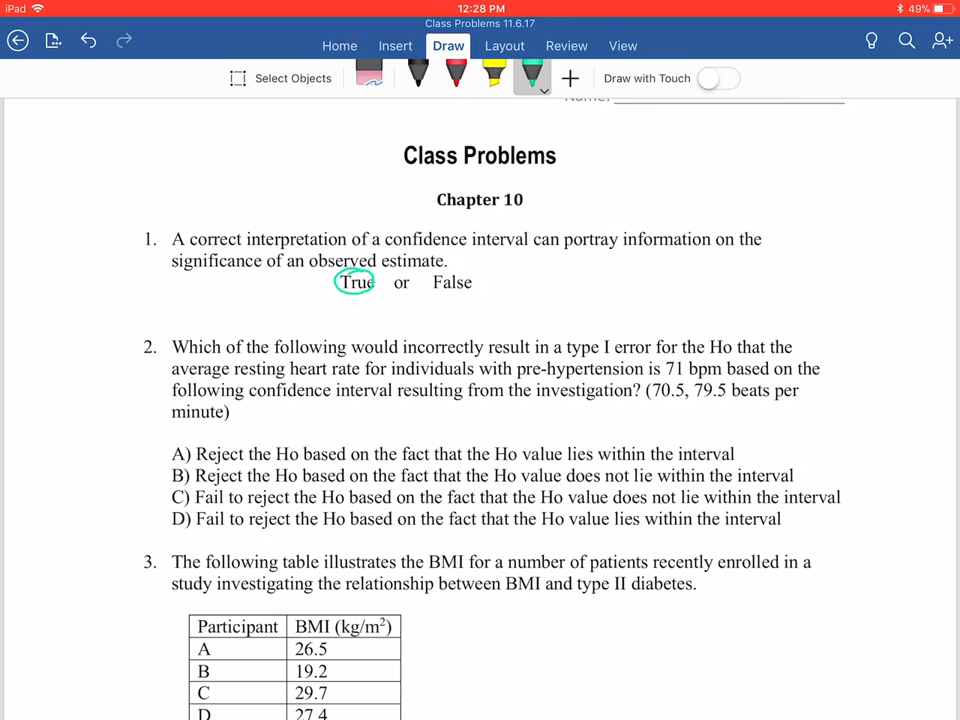 iPad 12:28 PM 49%
Class Problems 11.6.17
Home Insert Draw Layout Review View
Select Objects Draw with Touch
Name:
Class Problems
Chapter 10
1. A correct interpretation of a confidence interval can portray information on the
significance of an observed estimate.
True or False
2. Which of the following would incorrectly result in a type I error for the Ho that the
average resting heart rate for individuals with pre-hypertension is 71 bpm based on the
following confidence interval resulting from the investigation? (70.5, 79.5 beats per
minute)
A) Reject the Ho based on the fact that the Ho value lies within the interval
B) Reject the Ho based on the fact that the Ho value does not lie within the interval
C) Fail to reject the Ho based on the fact that the Ho value does not lie within the interval
D) Fail to reject the Ho based on the fact that the Ho value lies within the interval
3. The following table illustrates the BMI for a number of patients recently enrolled in a
study investigating the relationship between BMI and type II diabetes.
Participant BMI (kg/m²)
A 26.5
B 19.2
C 29.7
D 27.4